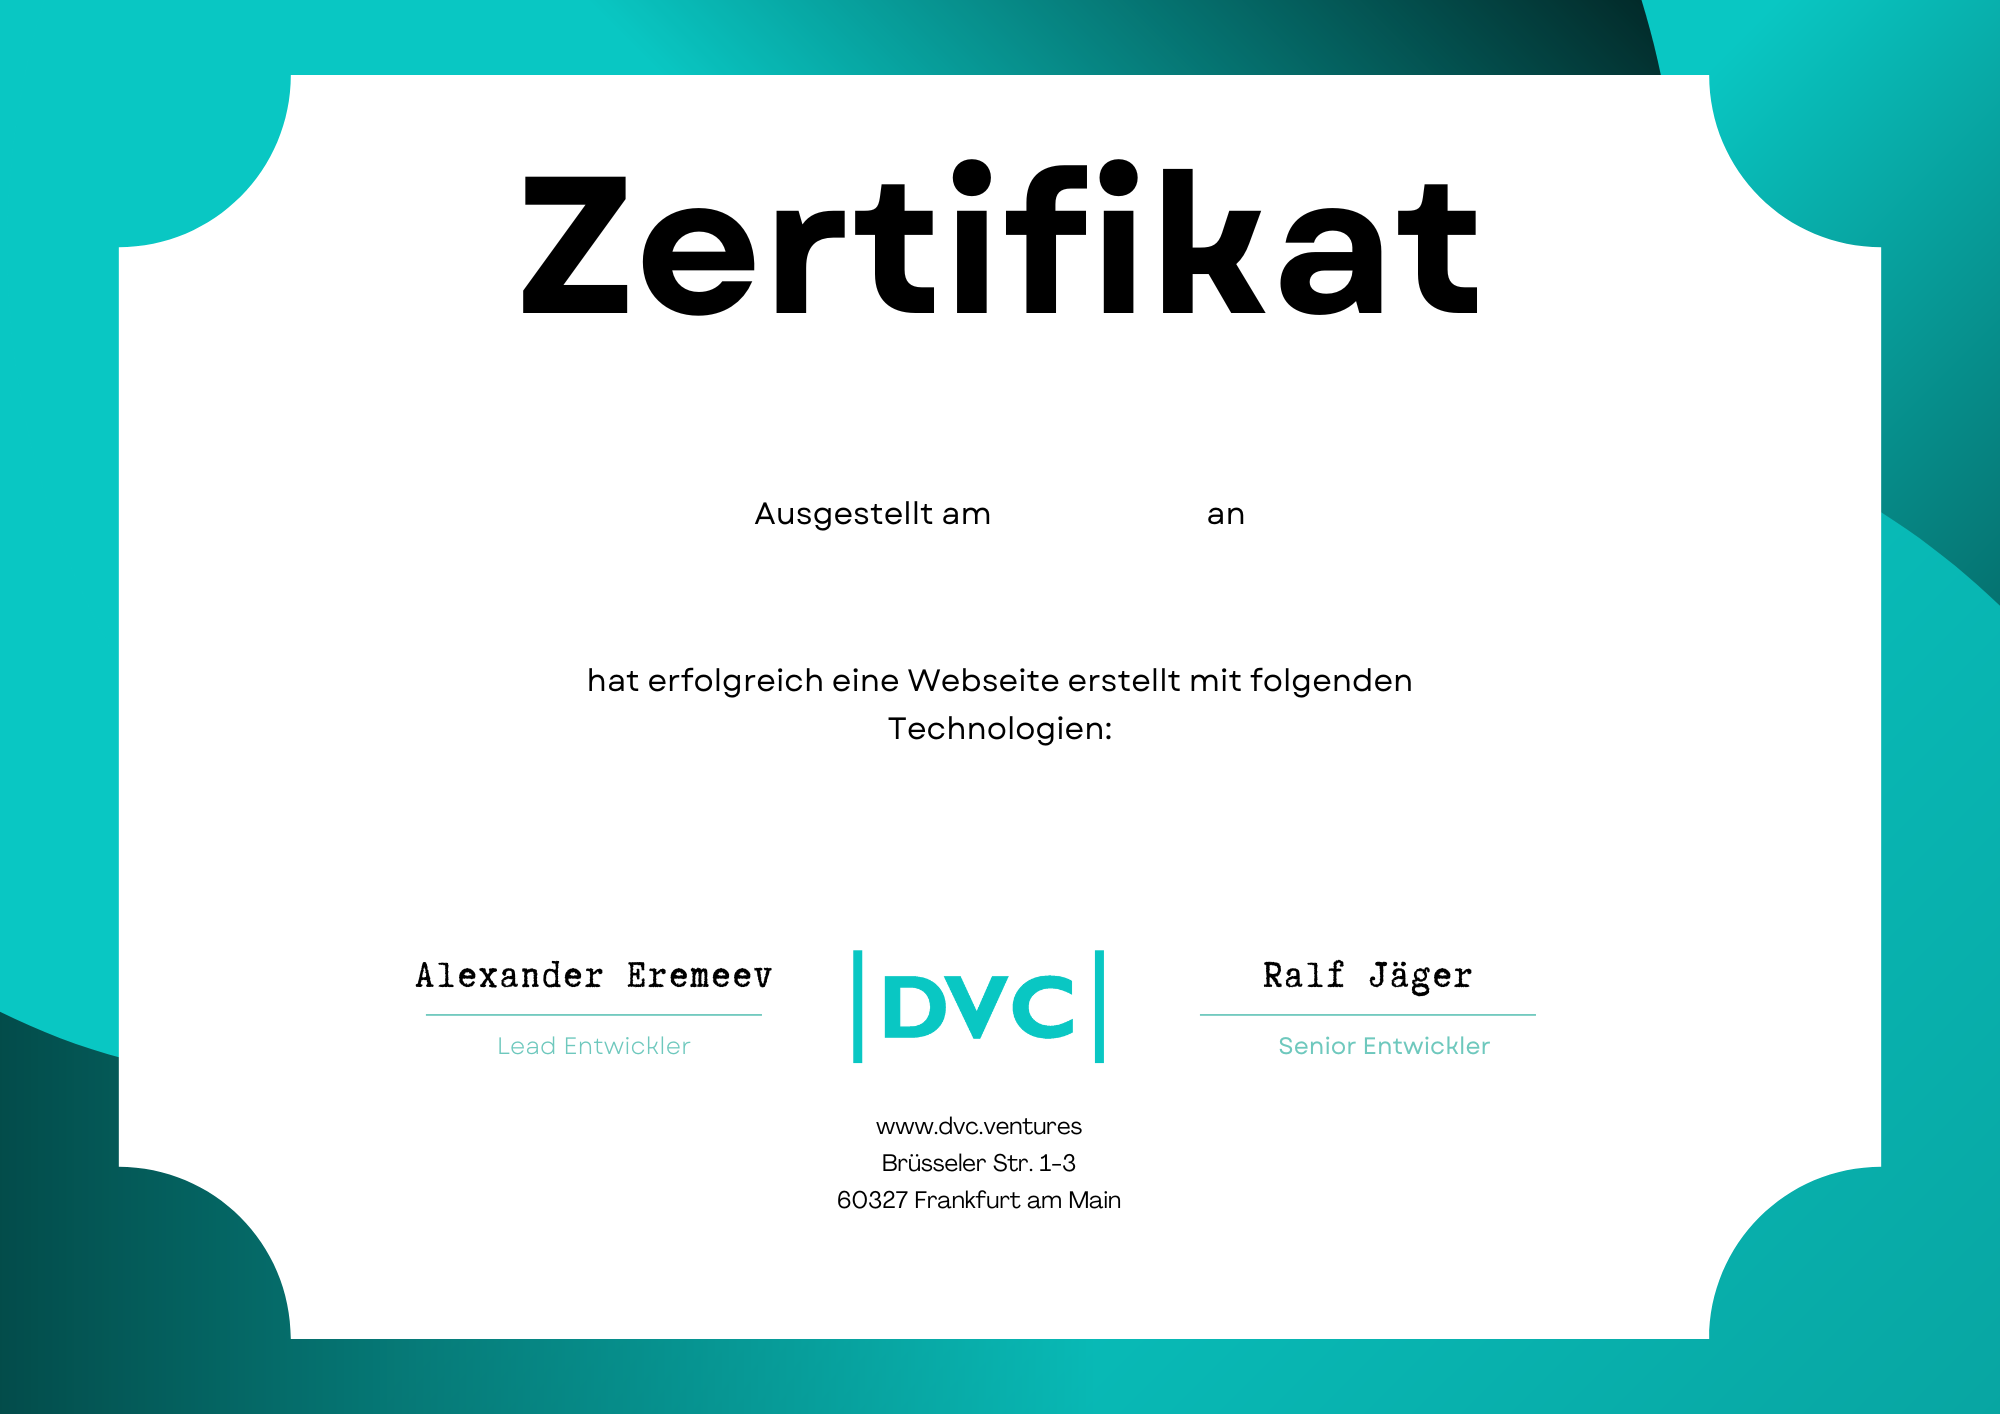 Zertifikat
Ausgestellt am an
hat erfolgreich eine Webseite erstellt mit folgenden
Technologien:
Alexander Eremeev
Lead Entwickler
|DVC|
Ralf Jäger
Senior Entwickler
www.dvc.ventures
Brüsseler Str. 1-3
60327 Frankfurt am Main